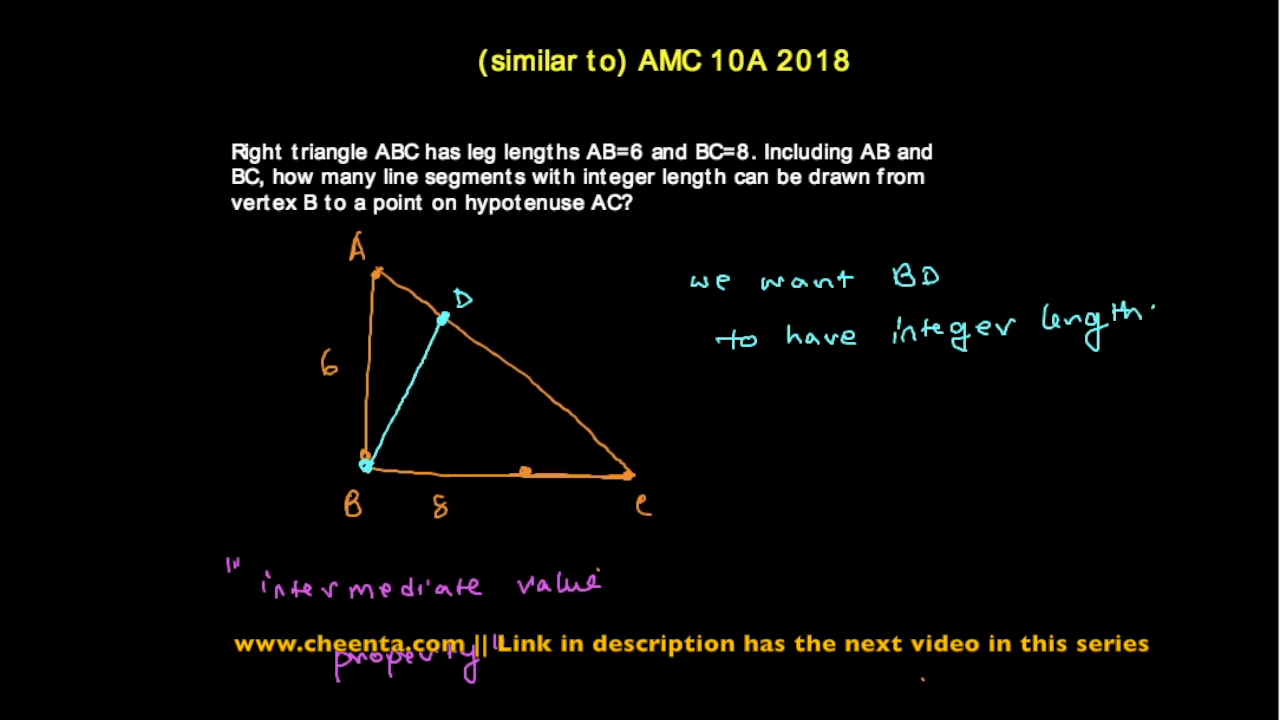 (similar to) AMC 10A 2018
Right triangle ABC has leg lengths AB=6 and BC=8. Including AB and
BC, how many line segments with integer length can be drawn from
vertex B to a point on hypotenuse AC?
A
D
we want BD
to have integer length.
6
B
8
C
"intermediate value
www.cheenta.com || Link in description has the next video in this series
property"